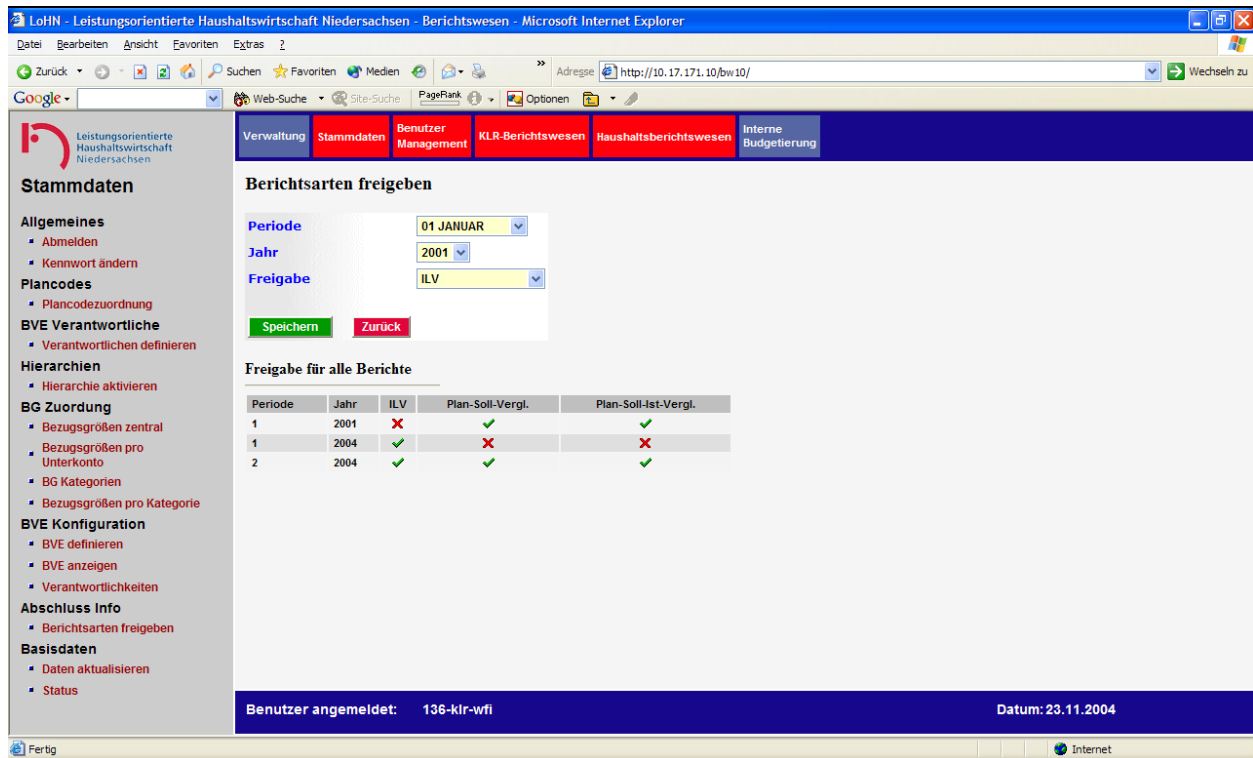 LoHN - Leistungsorientierte Haushaltswirtschaft Niedersachsen - Berichtswesen - Microsoft Internet Explorer
Datei Bearbeiten Ansicht Favoriten Extras ?
Zurück Suchen Favoriten Medien » Adresse http://10.17.171.10/bw10/ Wechseln zu
Google Web-Suche Site-Suche PageRank Optionen
Leistungsorientierte
Haushaltswirtschaft
Niedersachsen
Verwaltung Stammdaten Benutzer Management KLR-Berichtswesen Haushaltsberichtswesen Interne Budgetierung
Stammdaten
Allgemeines
Abmelden
Kennwort ändern
Plancodes
Plancodezuordnung
BVE Verantwortliche
Verantwortlichen definieren
Hierarchien
Hierarchie aktivieren
BG Zuordung
Bezugsgrößen zentral
Bezugsgrößen pro
Unterkonto
BG Kategorien
Bezugsgrößen pro Kategorie
BVE Konfiguration
BVE definieren
BVE anzeigen
Verantwortlichkeiten
Abschluss Info
Berichtsarten freigeben
Basisdaten
Daten aktualisieren
Status
Berichtsarten freigeben
Periode 01 JANUAR
Jahr 2001
Freigabe ILV
Speichern Zurück
Freigabe für alle Berichte
Periode Jahr ILV Plan-Soll-Vergl. Plan-Soll-Ist-Vergl.
1 2001
1 2004
2 2004
Benutzer angemeldet: 136-klr-wfi Datum: 23.11.2004
Fertig Internet